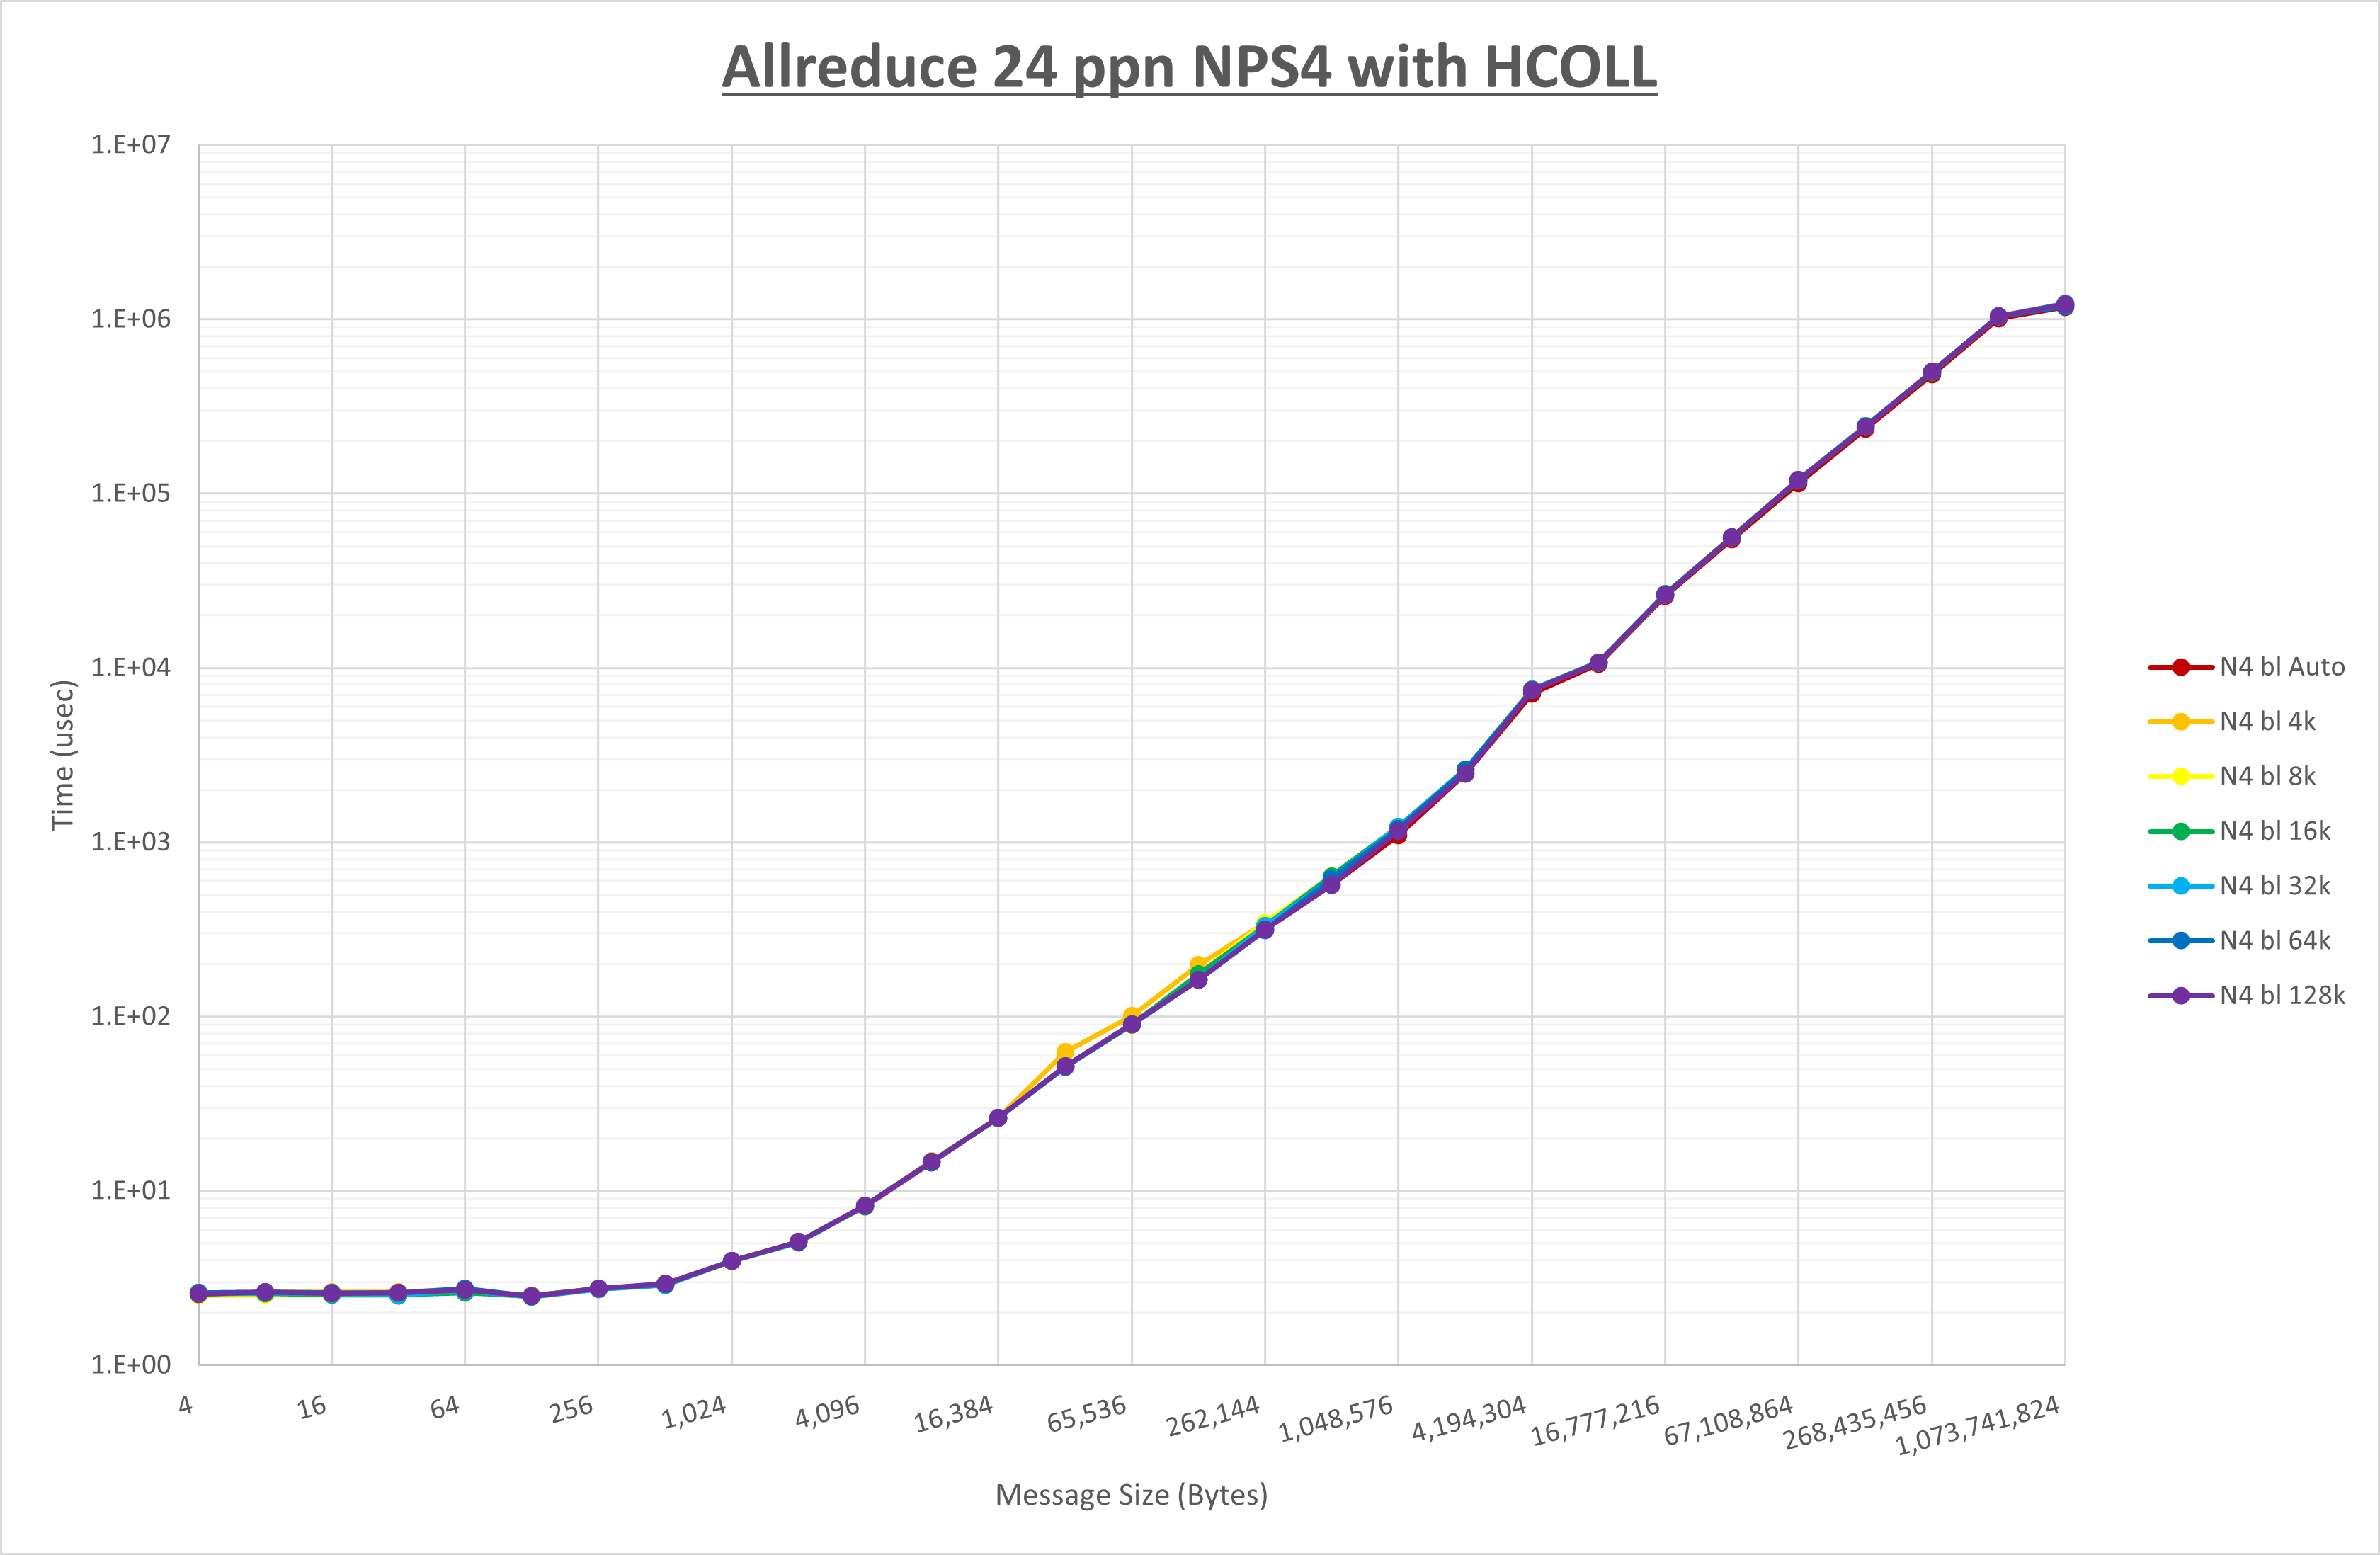 Allreduce 24 ppn NPS4 with HCOLL
1.E+07
1.E+06
1.E+05
1.E+04
1.E+03
1.E+02
1.E+01
1.E+00
Time (usec)
4
16
64
256
1,024
4,096
16,384
65,536
262,144
1,048,576
4,194,304
16,777,216
67,108,864
268,435,456
1,073,741,824
Message Size (Bytes)
N4 bl Auto
N4 bl 4k
N4 bl 8k
N4 bl 16k
N4 bl 32k
N4 bl 64k
N4 bl 128k